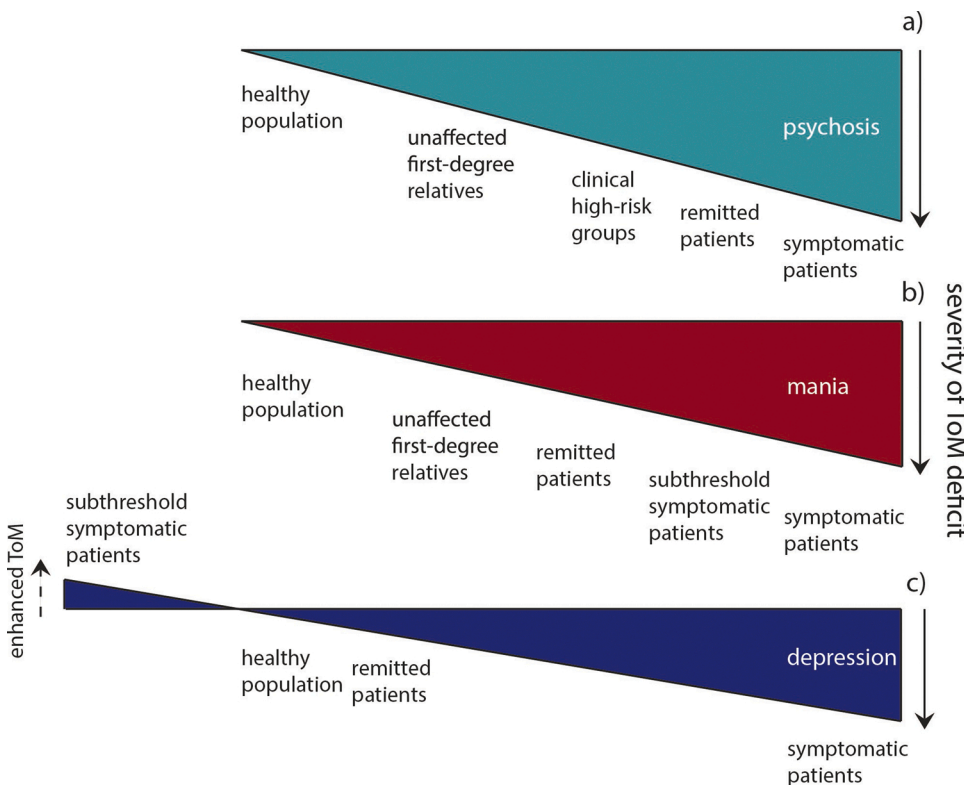 a)
healthy
population
unaffected
first-degree
relatives
clinical
high-risk
groups
remitted
patients
symptomatic
patients
psychosis
b)
healthy
population
unaffected
first-degree
relatives
remitted
patients
subthreshold
symptomatic
patients
symptomatic
patients
mania
severity of ToM deficit
enhanced ToM
subthreshold
symptomatic
patients
c)
healthy
population
remitted
patients
depression
symptomatic
patients